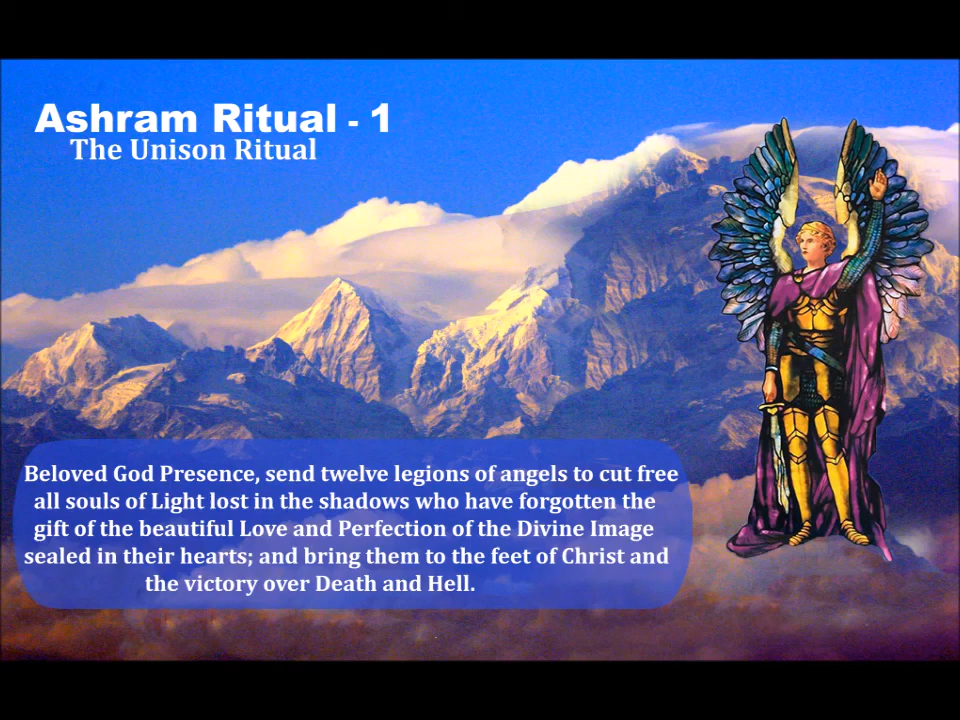 Ashram Ritual - 1
The Unison Ritual
Beloved God Presence, send twelve legions of angels to cut free
all souls of Light lost in the shadows who have forgotten the
gift of the beautiful Love and Perfection of the Divine Image
sealed in their hearts; and bring them to the feet of Christ and
the victory over Death and Hell.